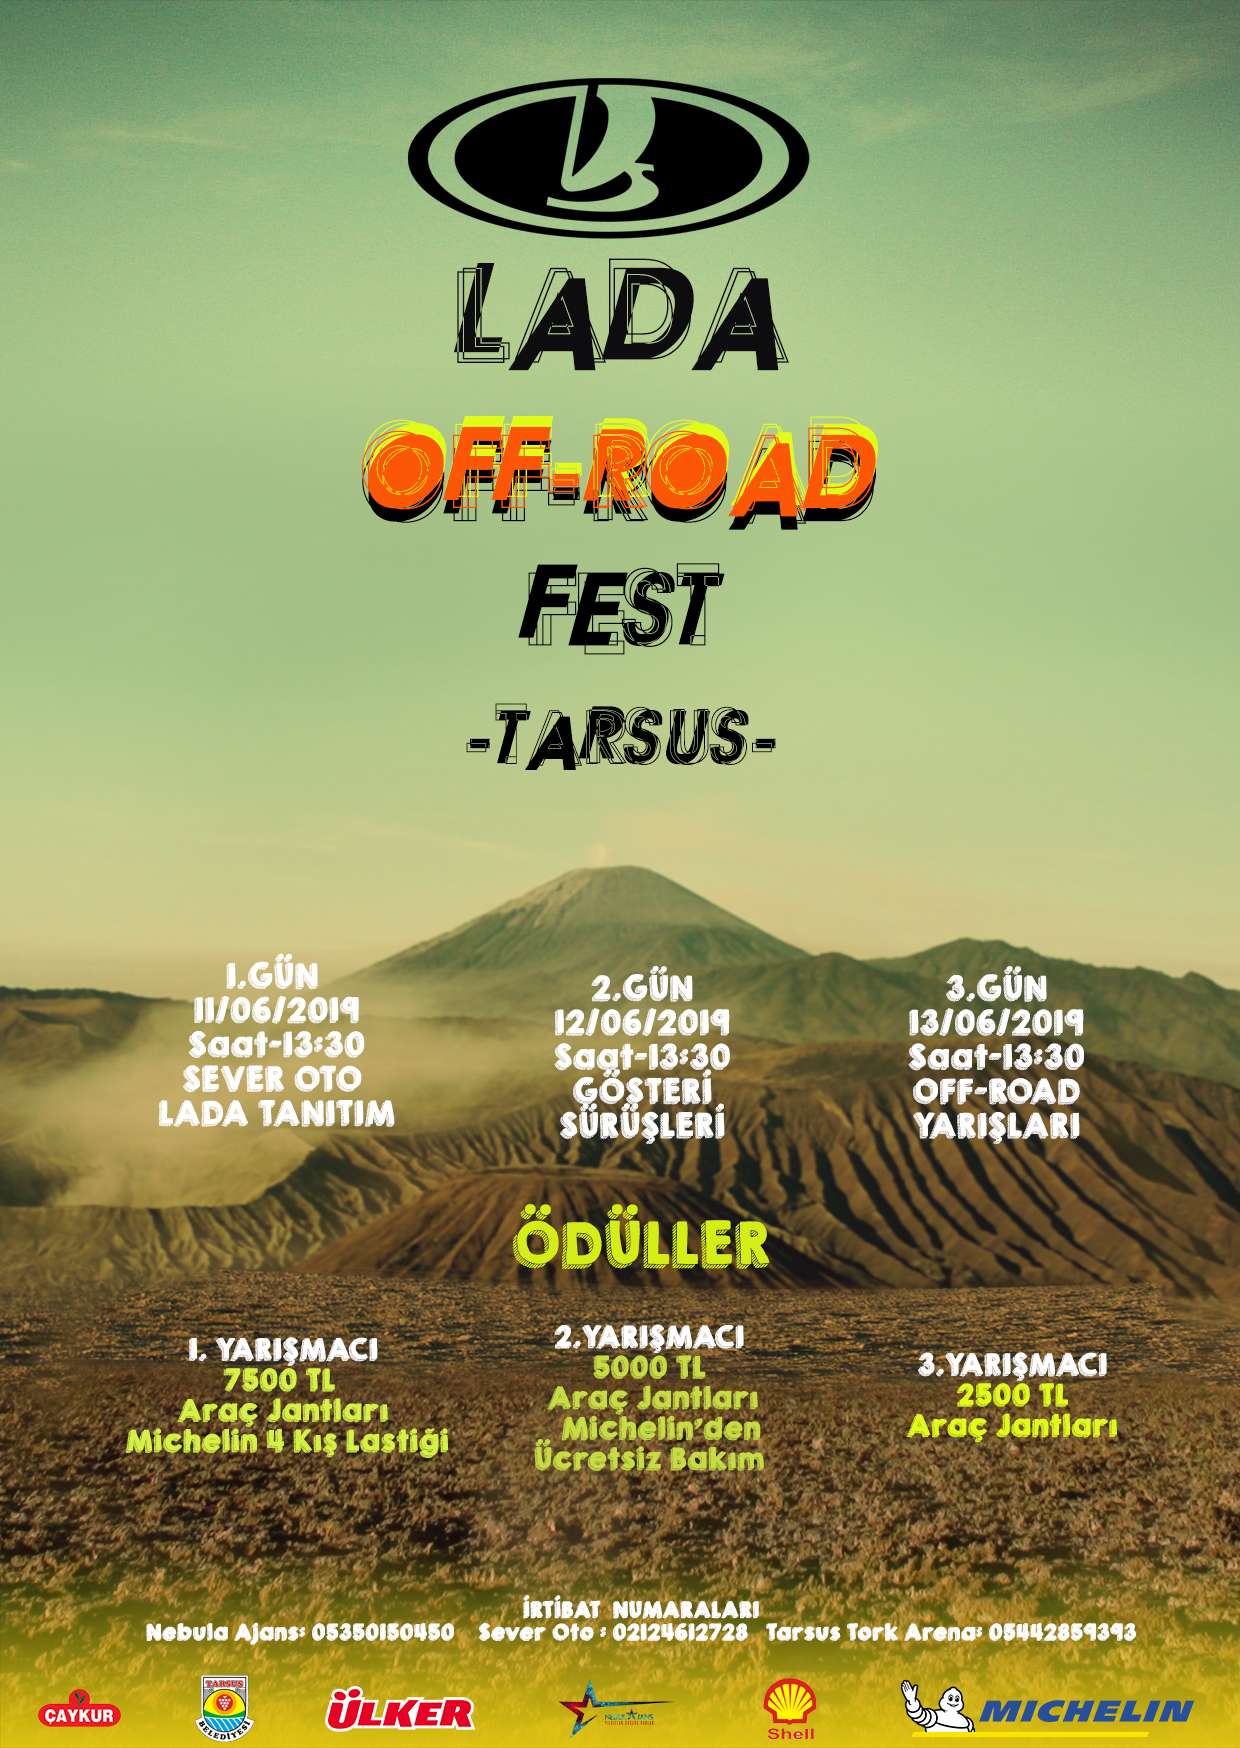 LADA
OFF-ROAD
FEST
-TARSUS-
1.GÜN
11/06/2019
Saat-13:30
SEVER OTO
LADA TANITIM
2.GÜN
12/06/2019
Saat-13:30
GÖSTERİ
SÜRÜŞLERİ
3.GÜN
13/06/2019
Saat-13:30
OFF-ROAD
YARIŞLARI
ÖDÜLLER
1. YARIŞMACI
7500 TL
Araç Jantları
Michelin 4 Kış Lastiği
2.YARIŞMACI
5000 TL
Araç Jantları
Michelin'den
Ücretsiz Bakım
3.YARIŞMACI
2500 TL
Araç Jantları
İRTİBAT NUMARALARI
Nebula Ajans: 05350150450 Sever Oto : 02124612728 Tarsus Tork Arena: 05442859393
ÇAYKUR
TARSUS
BELEDİYESİ
ÜLKER
Shell
MICHELIN